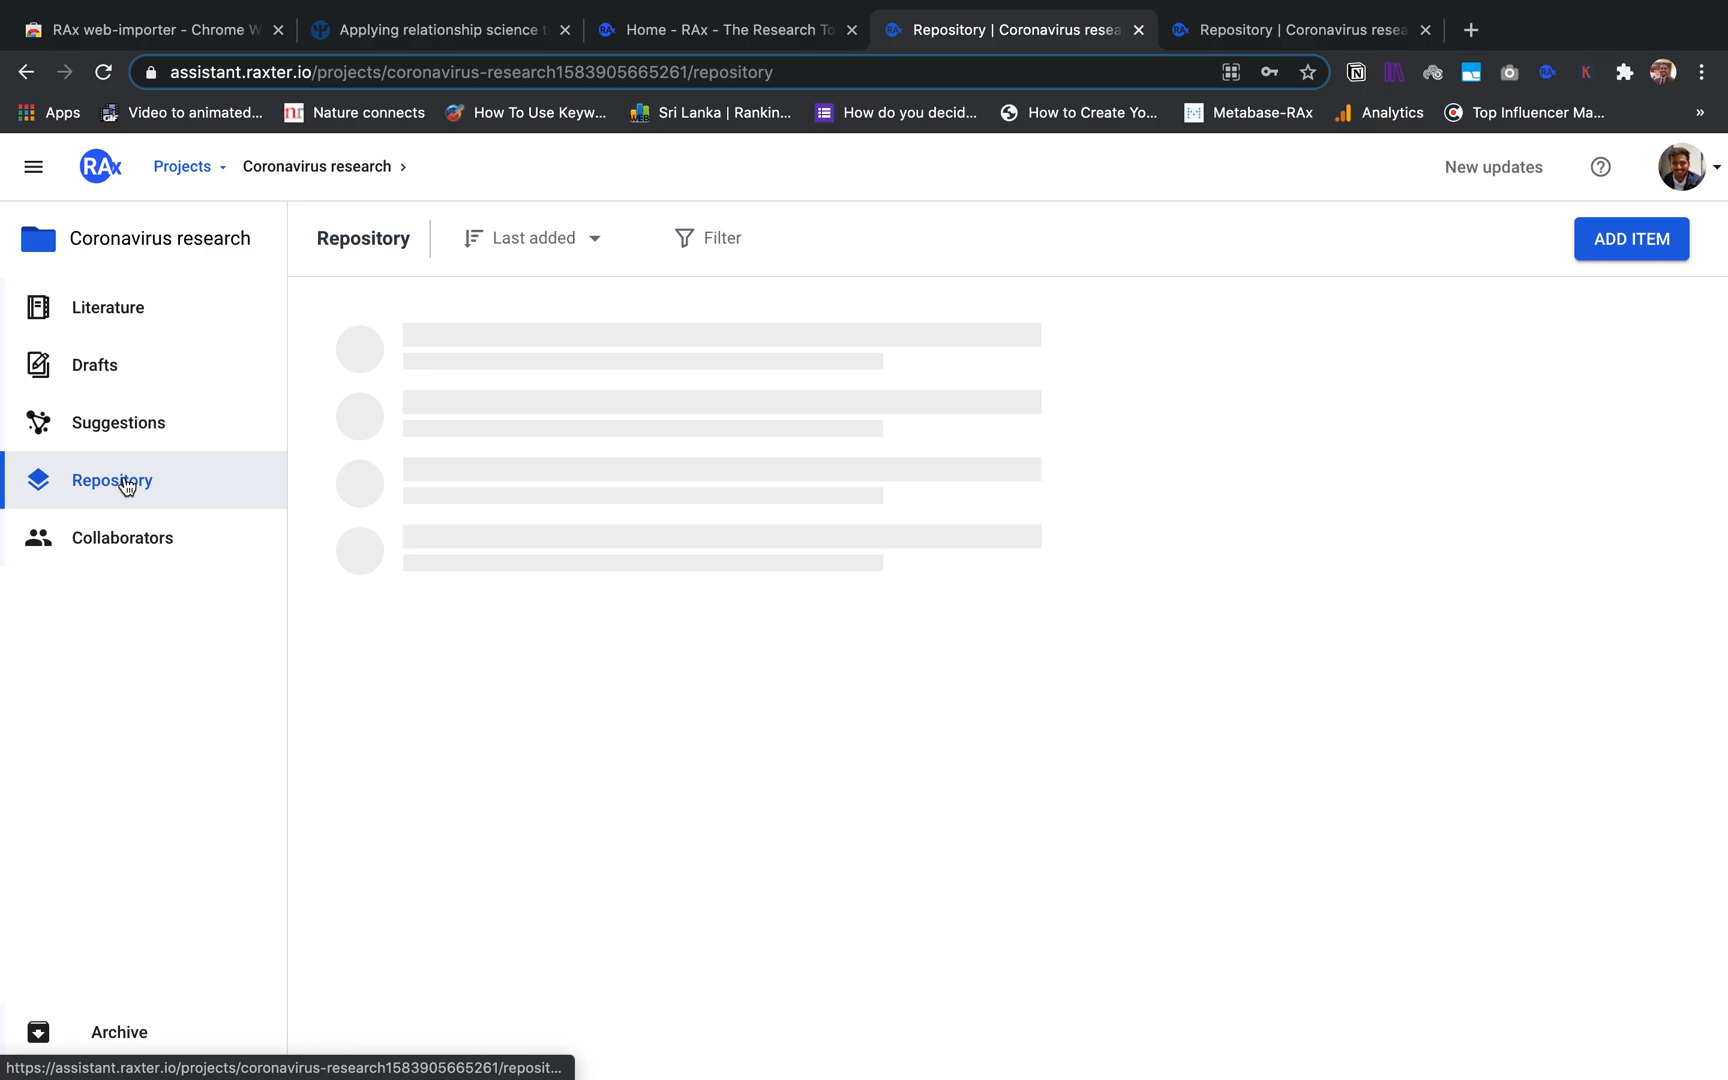 RAx web-importer - Chrome W
Applying relationship science t
Home - RAx - The Research To
Repository | Coronavirus resea
Repository | Coronavirus resea
assistant.raxter.io/projects/coronavirus-research1583905665261/repository
Apps
Video to animated...
Nature connects
How To Use Keyw...
Sri Lanka | Rankin...
How do you decid...
How to Create Yo...
Metabase-RAx
Analytics
Top Influencer Ma...
»
RAx
Projects
Coronavirus research
New updates
Coronavirus research
Repository
Last added
Filter
ADD ITEM
Literature
Drafts
Suggestions
Repository
Collaborators
Archive
https://assistant.raxter.io/projects/coronavirus-research1583905665261/reposit...